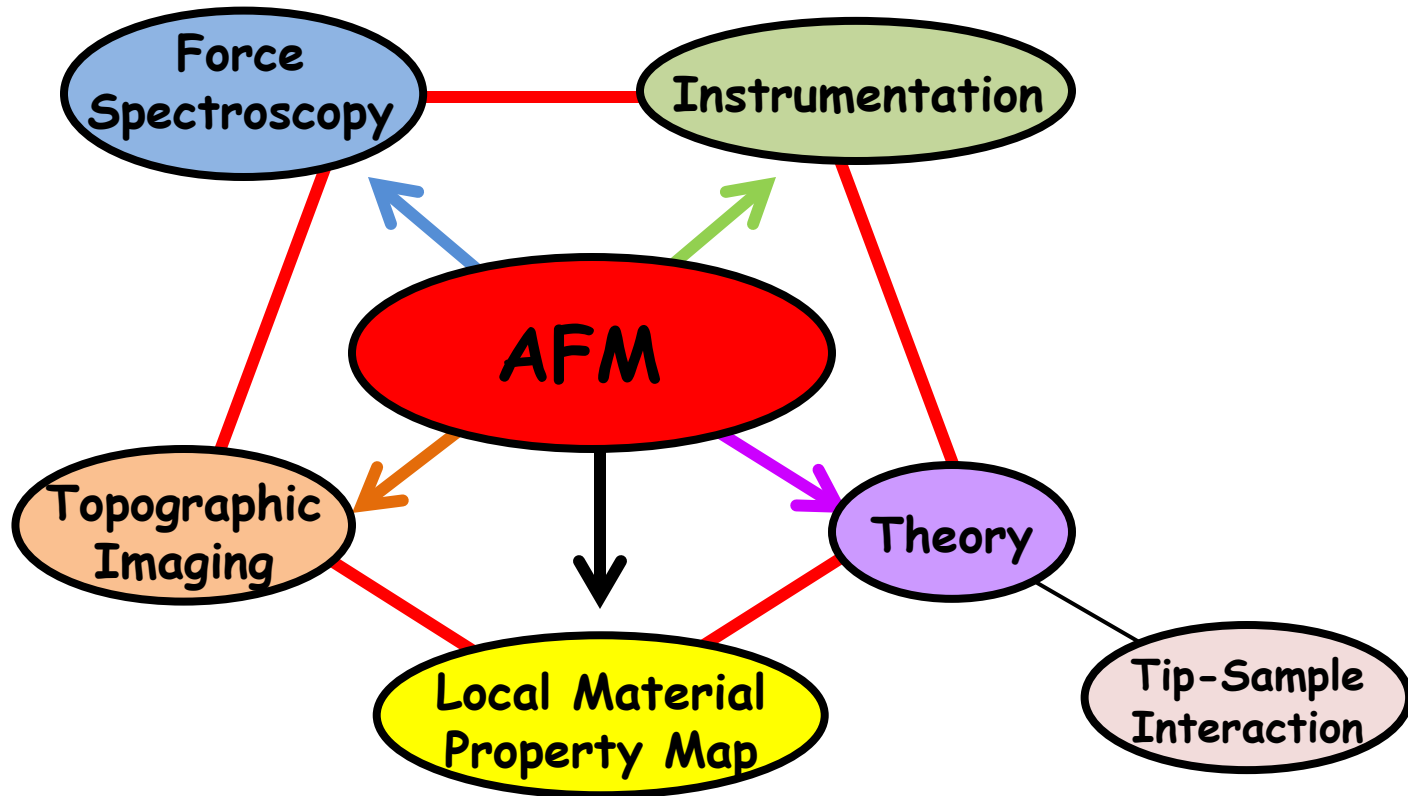 Force
Spectroscopy
Instrumentation
AFM
Topographic
Imaging
Theory
Local Material
Property Map
Tip-Sample
Interaction